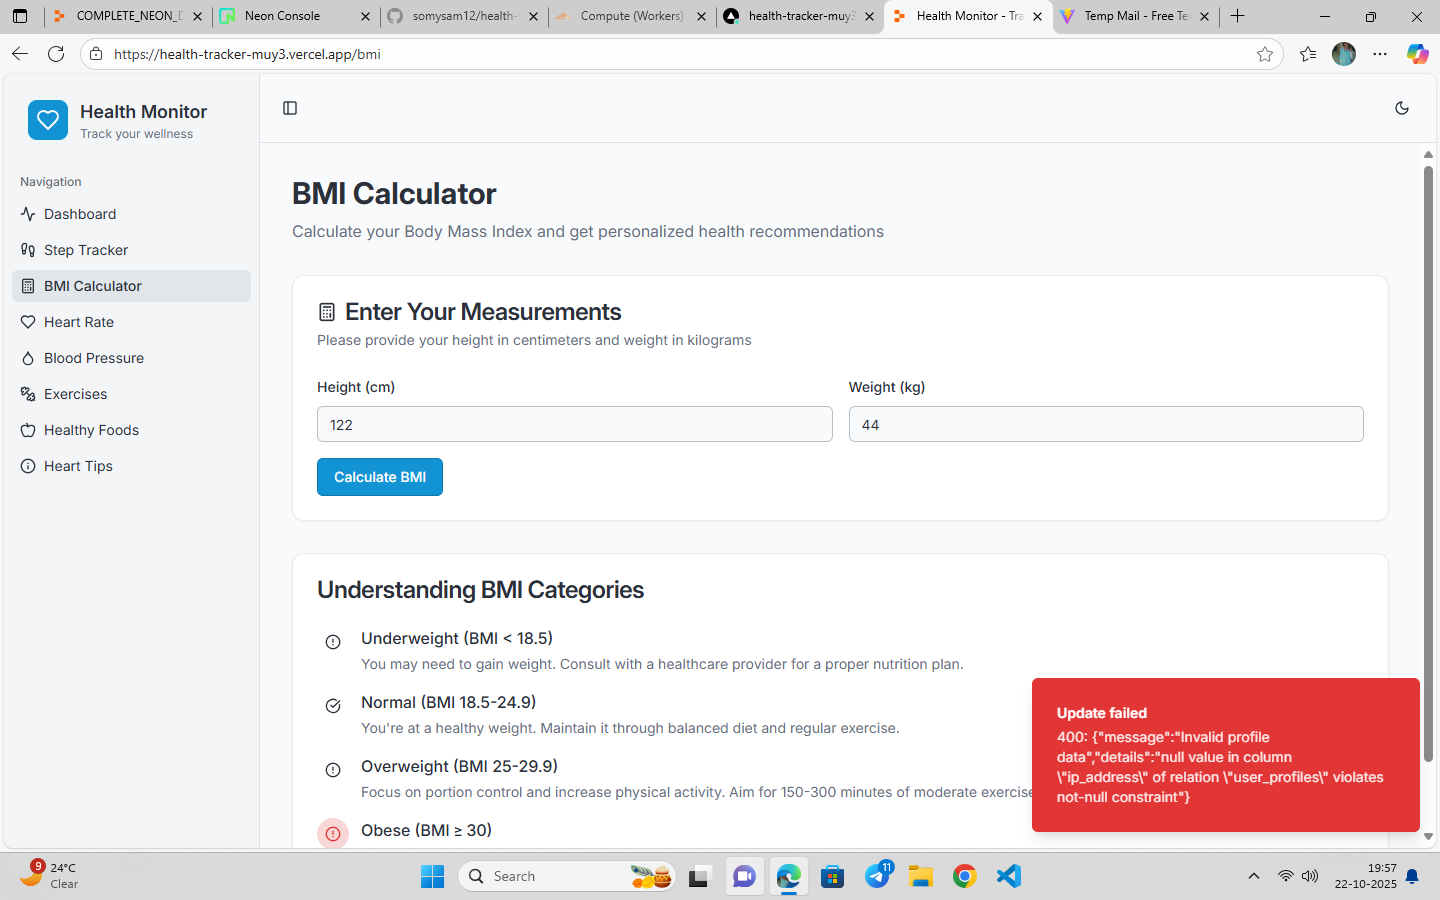 COMPLETE_NEON_D
Neon Console
somysam12/health-
Compute (Workers)
health-tracker-muy3
Health Monitor - Tra
Temp Mail - Free Te
https://health-tracker-muy3.vercel.app/bmi
Health Monitor
Track your wellness
Navigation
Dashboard
Step Tracker
BMI Calculator
Heart Rate
Blood Pressure
Exercises
Healthy Foods
Heart Tips
BMI Calculator
Calculate your Body Mass Index and get personalized health recommendations
Enter Your Measurements
Please provide your height in centimeters and weight in kilograms
Height (cm)
Weight (kg)
122
44
Calculate BMI
Understanding BMI Categories
Underweight (BMI < 18.5)
You may need to gain weight. Consult with a healthcare provider for a proper nutrition plan.
Normal (BMI 18.5-24.9)
You're at a healthy weight. Maintain it through balanced diet and regular exercise.
Overweight (BMI 25-29.9)
Focus on portion control and increase physical activity. Aim for 150-300 minutes of moderate exercise
Obese (BMI ≥ 30)
Update failed
400: {"message":"Invalid profile
data","details":"null value in column
\"ip_address\" of relation \"user_profiles\" violates
not-null constraint"}
9
24°C
Clear
Search
11
19:57
22-10-2025